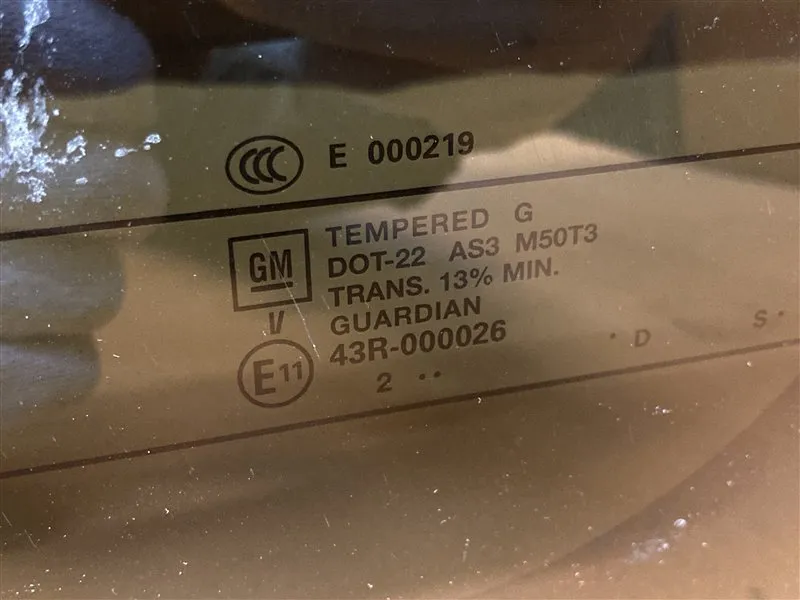 CCC E 000219
TEMPERED G
GM DOT-22 AS3 M50T3
TRANS. 13% MIN.
V GUARDIAN
E11 43R-000026
2 ••
• D S •